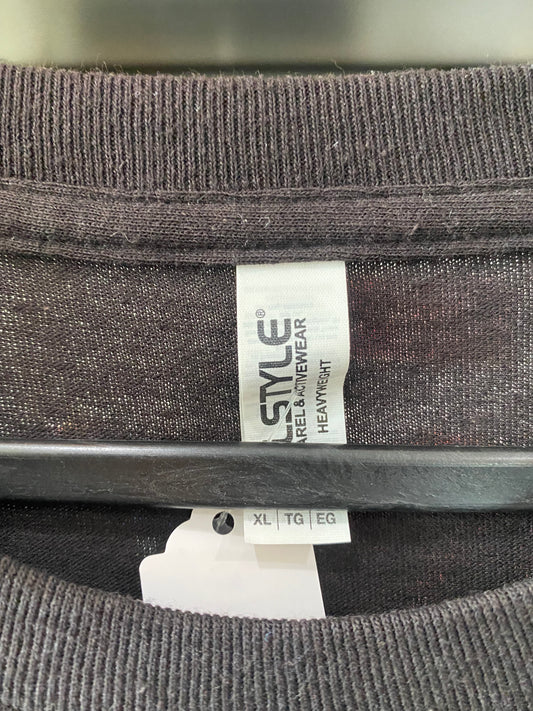 LSTYLE®
AREL & ACTIVEWEAR
HEAVYWEIGHT
XL | TG | EG